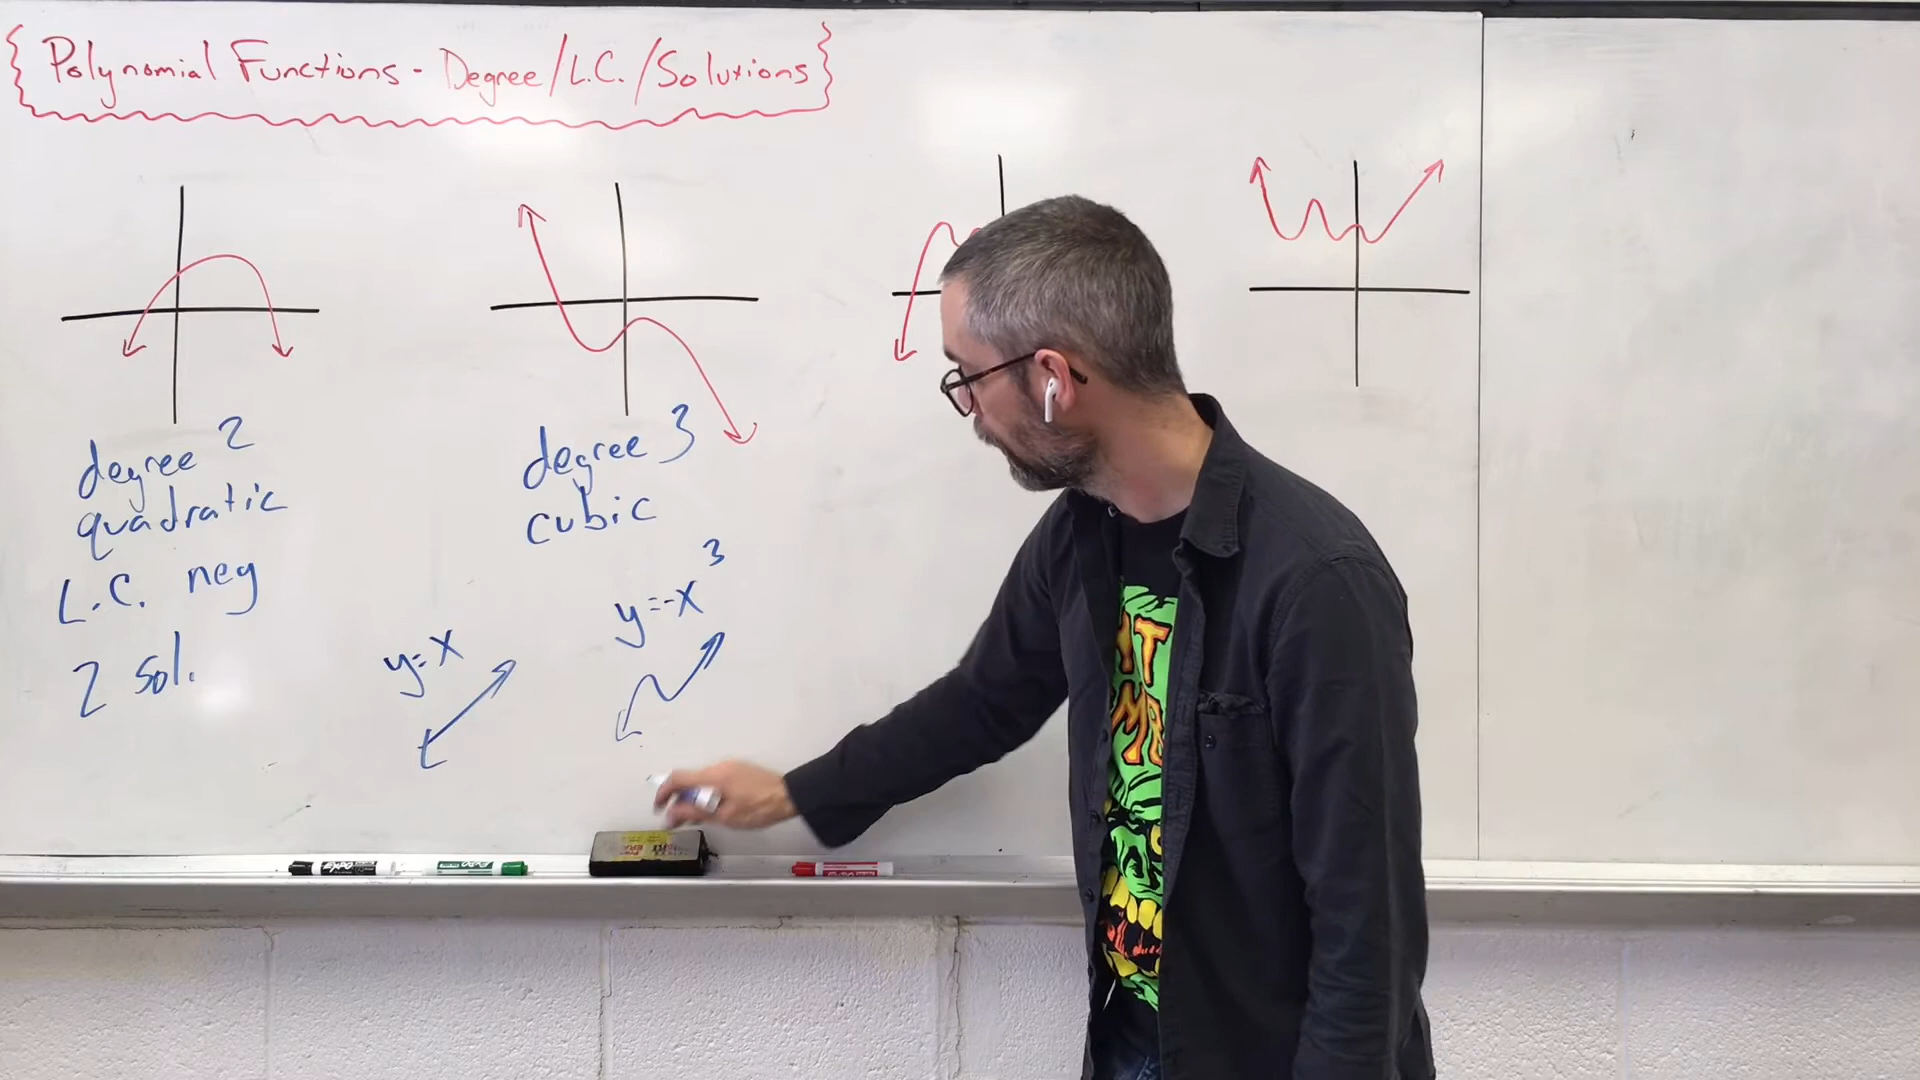 Polynomial Functions - Degree/L.C./Solutions
degree 2
quadratic
L.C. neg
2 sol.
degree 3
cubic
y=x
y=-x³